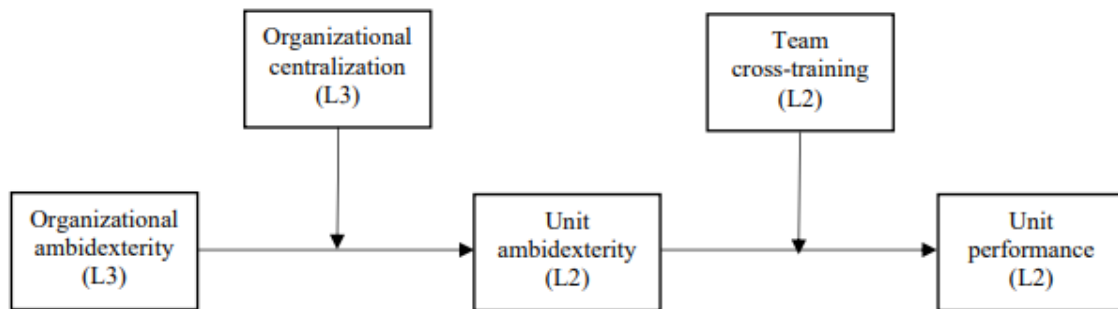 Organizational
centralization
(L3)
Team
cross-training
(L2)
Organizational
ambidexterity
(L3)
Unit
ambidexterity
(L2)
Unit
performance
(L2)